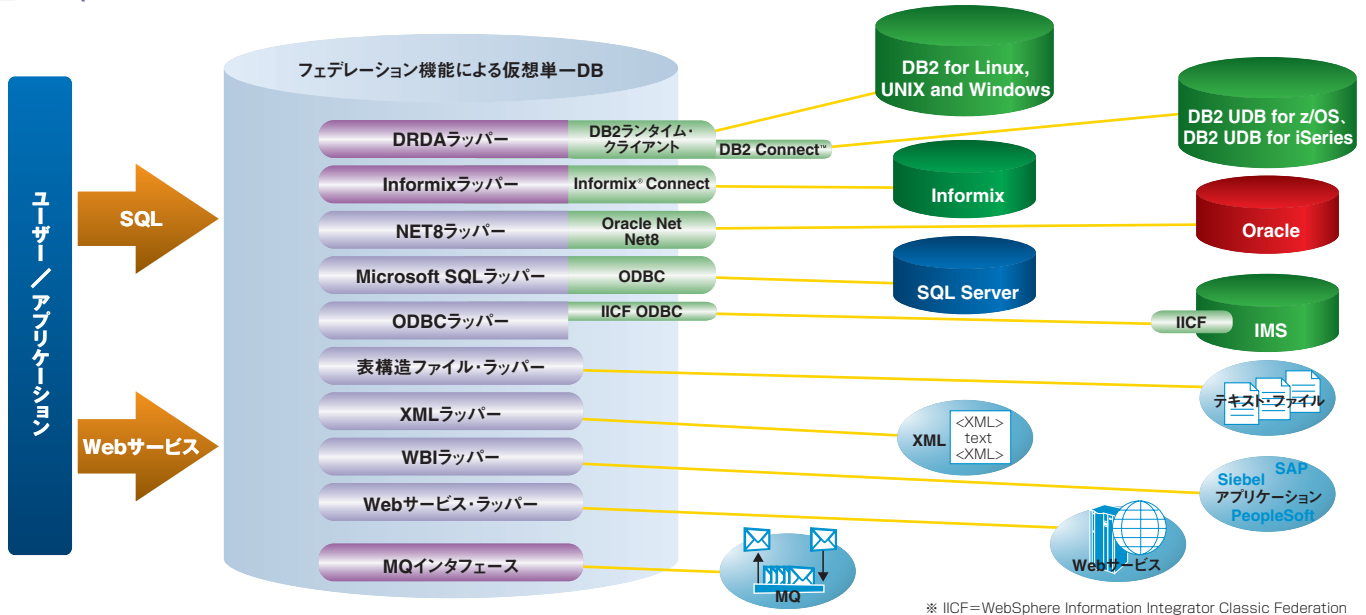 フェデレーション機能による仮想単一DB
ユーザー／アプリケーション
SQL
Webサービス
DRDAラッパー
DB2ランタイム・
クライアント
DB2 Connect™
Informixラッパー
Informix® Connect
NET8ラッパー
Oracle Net
Net8
Microsoft SQLラッパー
ODBC
ODBCラッパー
IICF ODBC
表構造ファイル・ラッパー
XMLラッパー
WBIラッパー
Webサービス・ラッパー
MQインタフェース
DB2 for Linux,
UNIX and Windows
DB2 UDB for z/OS、
DB2 UDB for iSeries
Informix
Oracle
SQL Server
IICF
IMS
テキスト・ファイル
XML
<XML>
text
<XML>
SAP
Siebel
アプリケーション
PeopleSoft
Webサービス
MQ
※ IICF＝WebSphere Information Integrator Classic Federation